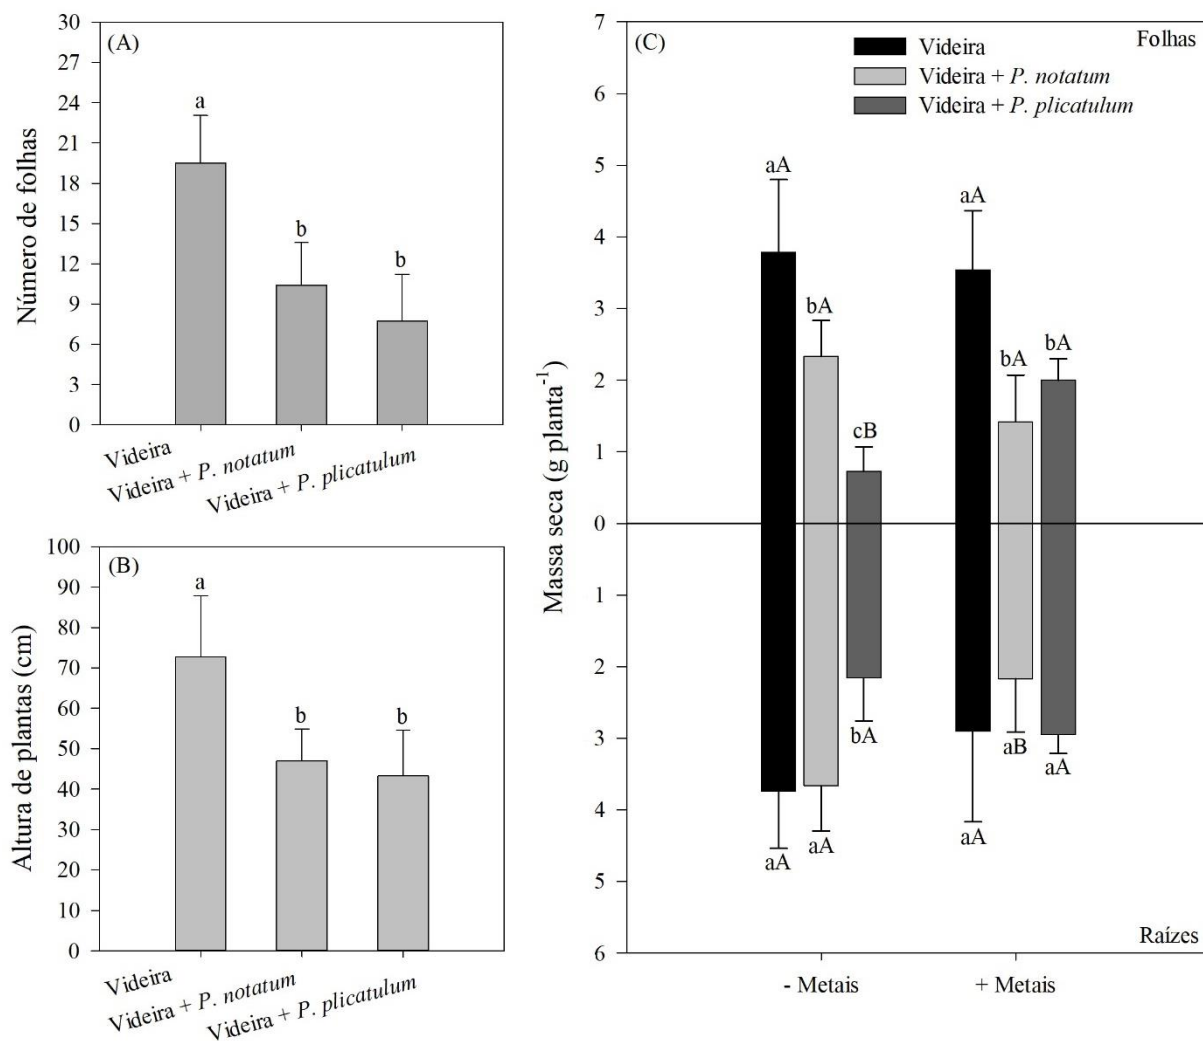 (A)
Número de folhas
30
27
24
21
18
15
12
9
6
3
0
a
b
b
Videira
Videira + P. notatum
Videira + P. plicatulum
(B)
Altura de plantas (cm)
100
90
80
70
60
50
40
30
20
10
0
a
b
b
Videira
Videira + P. notatum
Videira + P. plicatulum
(C)
Folhas
Videira
Videira + P. notatum
Videira + P. plicatulum
Massa seca (g planta⁻¹)
7
6
5
4
3
2
1
0
1
2
3
4
5
6
aA
bA
cB
aA
bA
bA
aA
aA
bA
aA
aB
aA
Raízes
- Metais
+ Metais